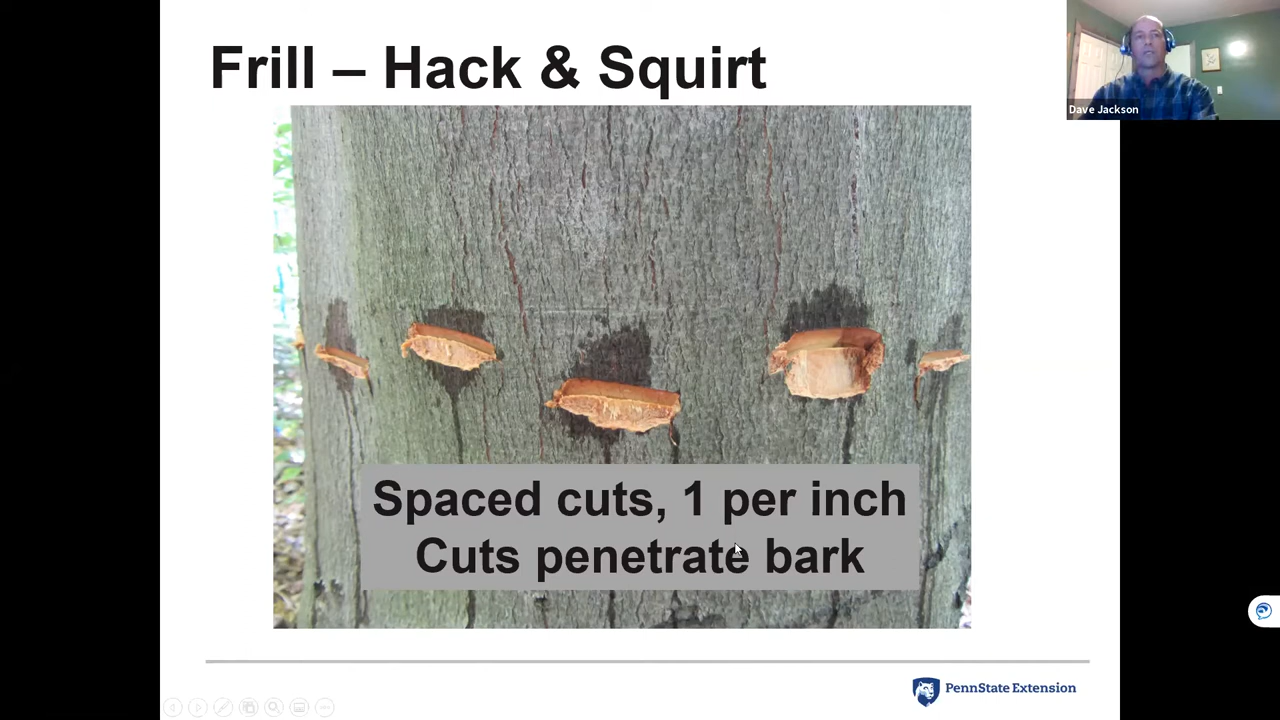 Frill – Hack & Squirt
Dave Jackson
Spaced cuts, 1 per inch
Cuts penetrate bark
PennState Extension